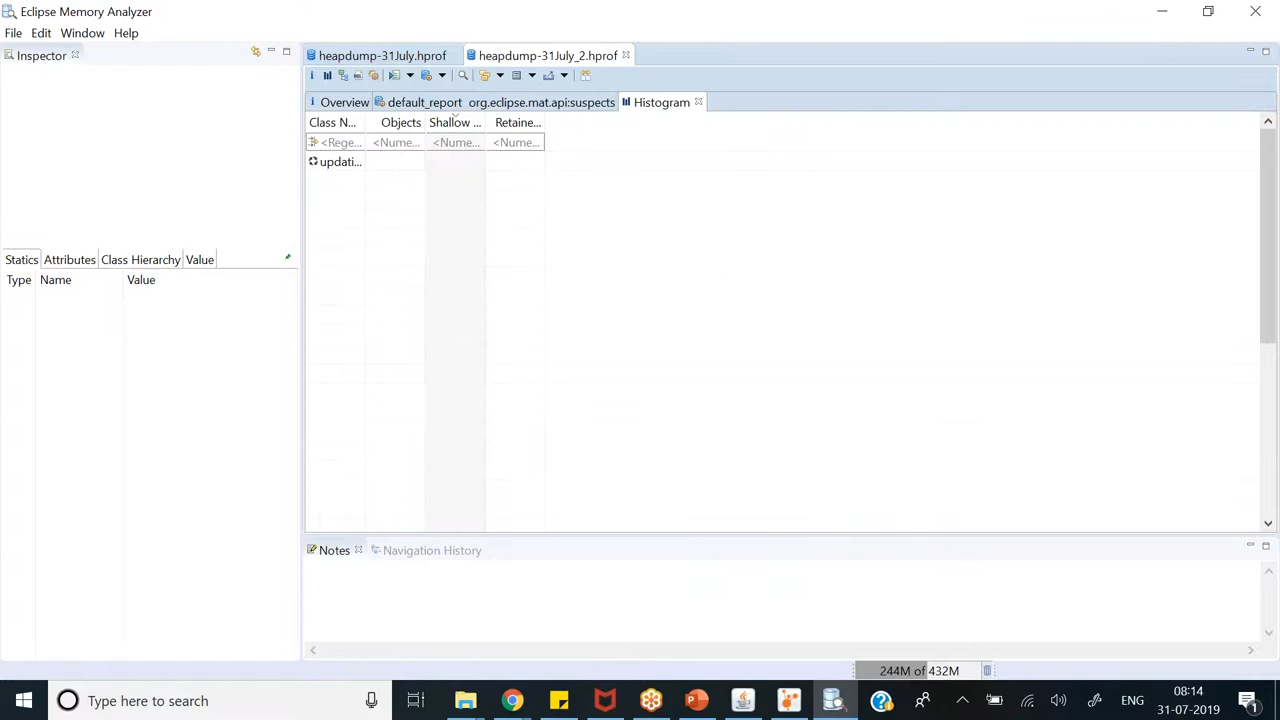 Eclipse Memory Analyzer
File Edit Window Help
Inspector
heapdump-31July.hprof heapdump-31July_2.hprof
Overview default_report org.eclipse.mat.api:suspects Histogram
Class N... Objects Shallow ... Retaine...
<Rege... <Nume... <Nume... <Nume...
updati...
Statics Attributes Class Hierarchy Value
Type Name Value
Notes Navigation History
244M of 432M
Type here to search
ENG
08:14
31-07-2019
1